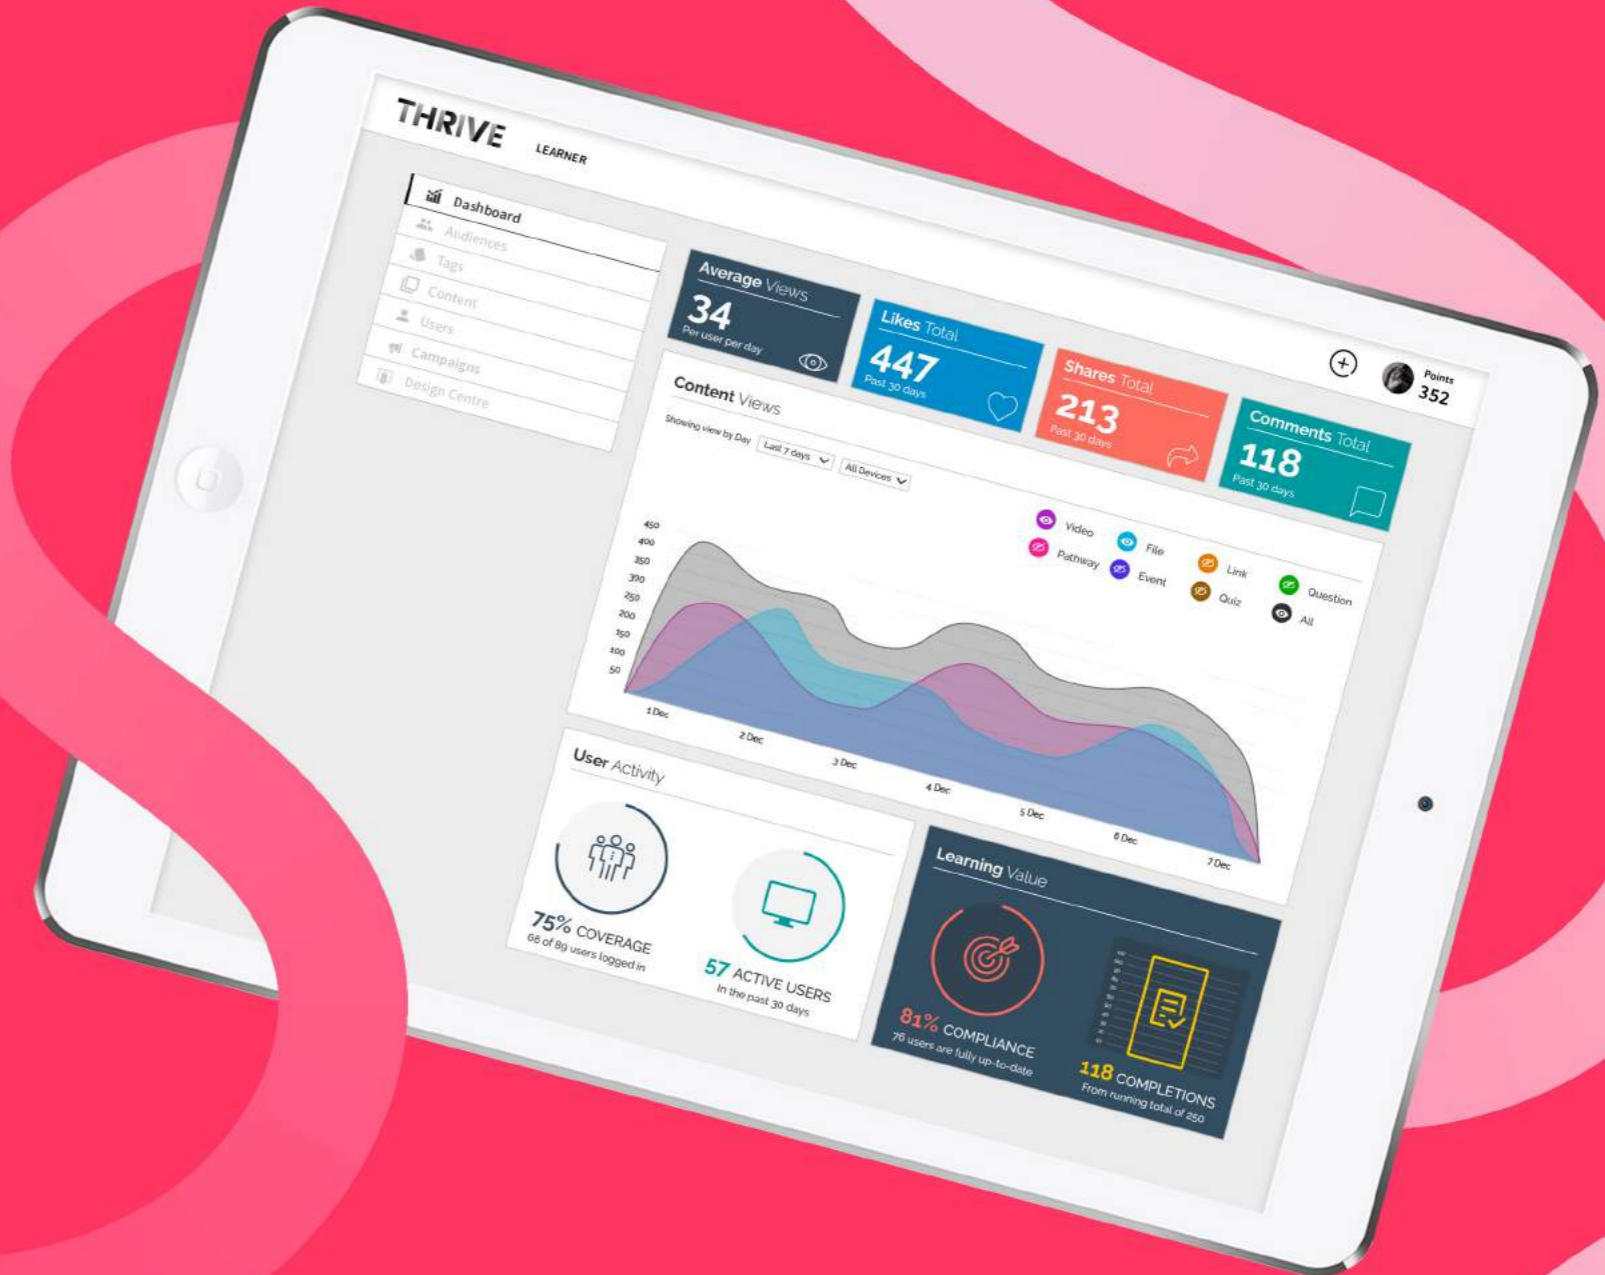 THRIVE
LEARNER
Points
352
Dashboard
Audiences
Tags
Content
Users
Campaigns
Design Centre
Average Views
34
Per user per day
Likes Total
447
Past 30 days
Shares Total
213
Past 30 days
Comments Total
118
Past 30 days
Content Views
Showing view by Day
Last 7 days
All Devices
Video
File
Link
Question
Pathway
Event
Quiz
All
450
400
350
300
250
200
150
100
50
1 Dec
2 Dec
3 Dec
4 Dec
5 Dec
6 Dec
7 Dec
User Activity
75% COVERAGE
68 of 89 users logged in
57 ACTIVE USERS
In the past 30 days
Learning Value
81% COMPLIANCE
76 users are fully up-to-date
118 COMPLETIONS
From running total of 250